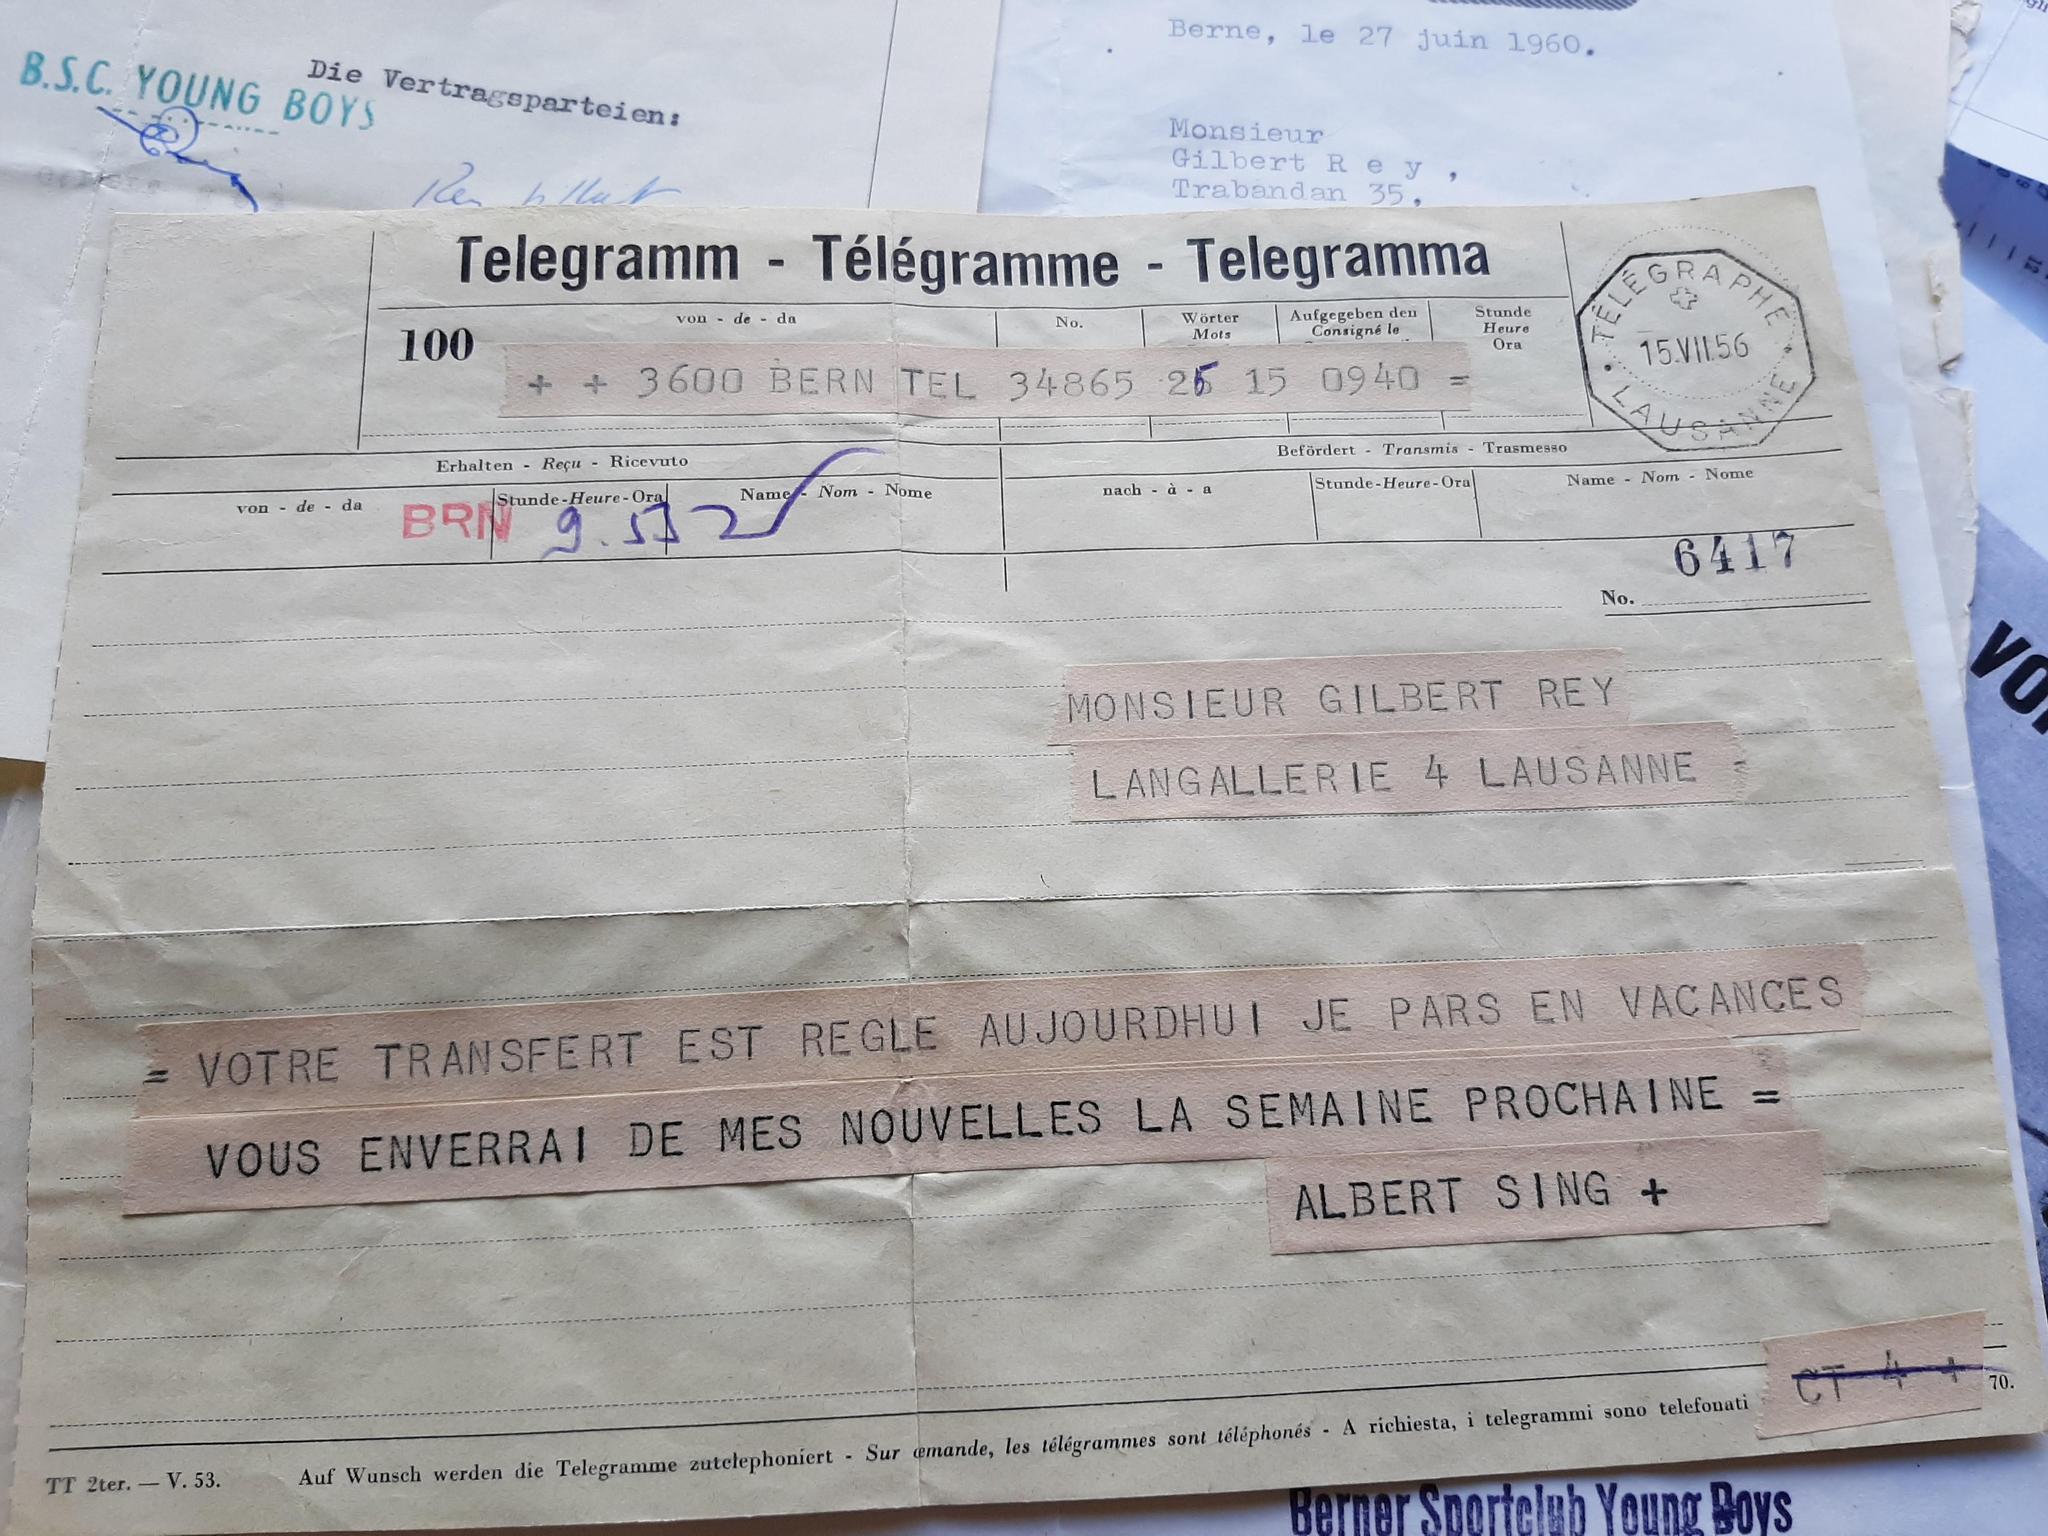 B.S.C. YOUNG BOYS
Die Vertragsparteien:
Berne, le 27 juin 1960.
Monsieur
Gilbert R e y ,
Trabandan 35,
Telegramm - Télégramme - Telegramma
100
von - de - da
No.
Wörter
Mots
Aufgegeben den
Consigné le
Stunde
Heure
Ora
+ + 3600 BERN TEL 34865 25 15 0940 =
TÉLÉGRAPHE
15.VII.56
LAUSANNE
Erhalten - Reçu - Ricevuto
Befördert - Transmis - Trasmesso
von - de - da
BRN
Stunde-Heure-Ora
9.53
Name - Nom - Nome
nach - à - a
Stunde-Heure-Ora
Name - Nom - Nome
6417
No.
MONSIEUR GILBERT REY
LANGALLERIE 4 LAUSANNE =
= VOTRE TRANSFERT EST REGLE AUJOURDHUI JE PARS EN VACANCES
VOUS ENVERRAI DE MES NOUVELLES LA SEMAINE PROCHAINE =
ALBERT SING +
CT 4 +
70.
TT 2ter. — V. 53.
Auf Wunsch werden die Telegramme zutelephoniert - Sur demande, les télégrammes sont téléphonés - A richiesta, i telegrammi sono telefonati
Berner Sportclub Young Boys